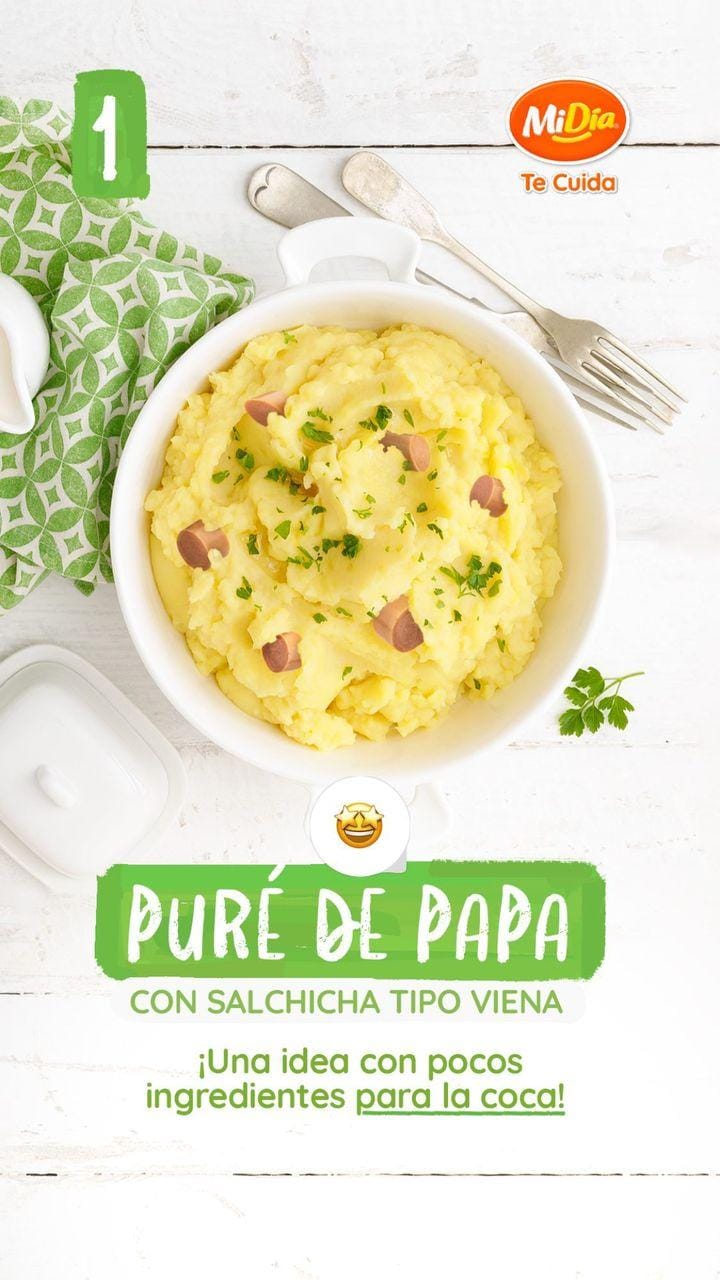 1
MiDía
Te Cuida
PURÉ DE PAPA
CON SALCHICHA TIPO VIENA
¡Una idea con pocos
ingredientes para la coca!